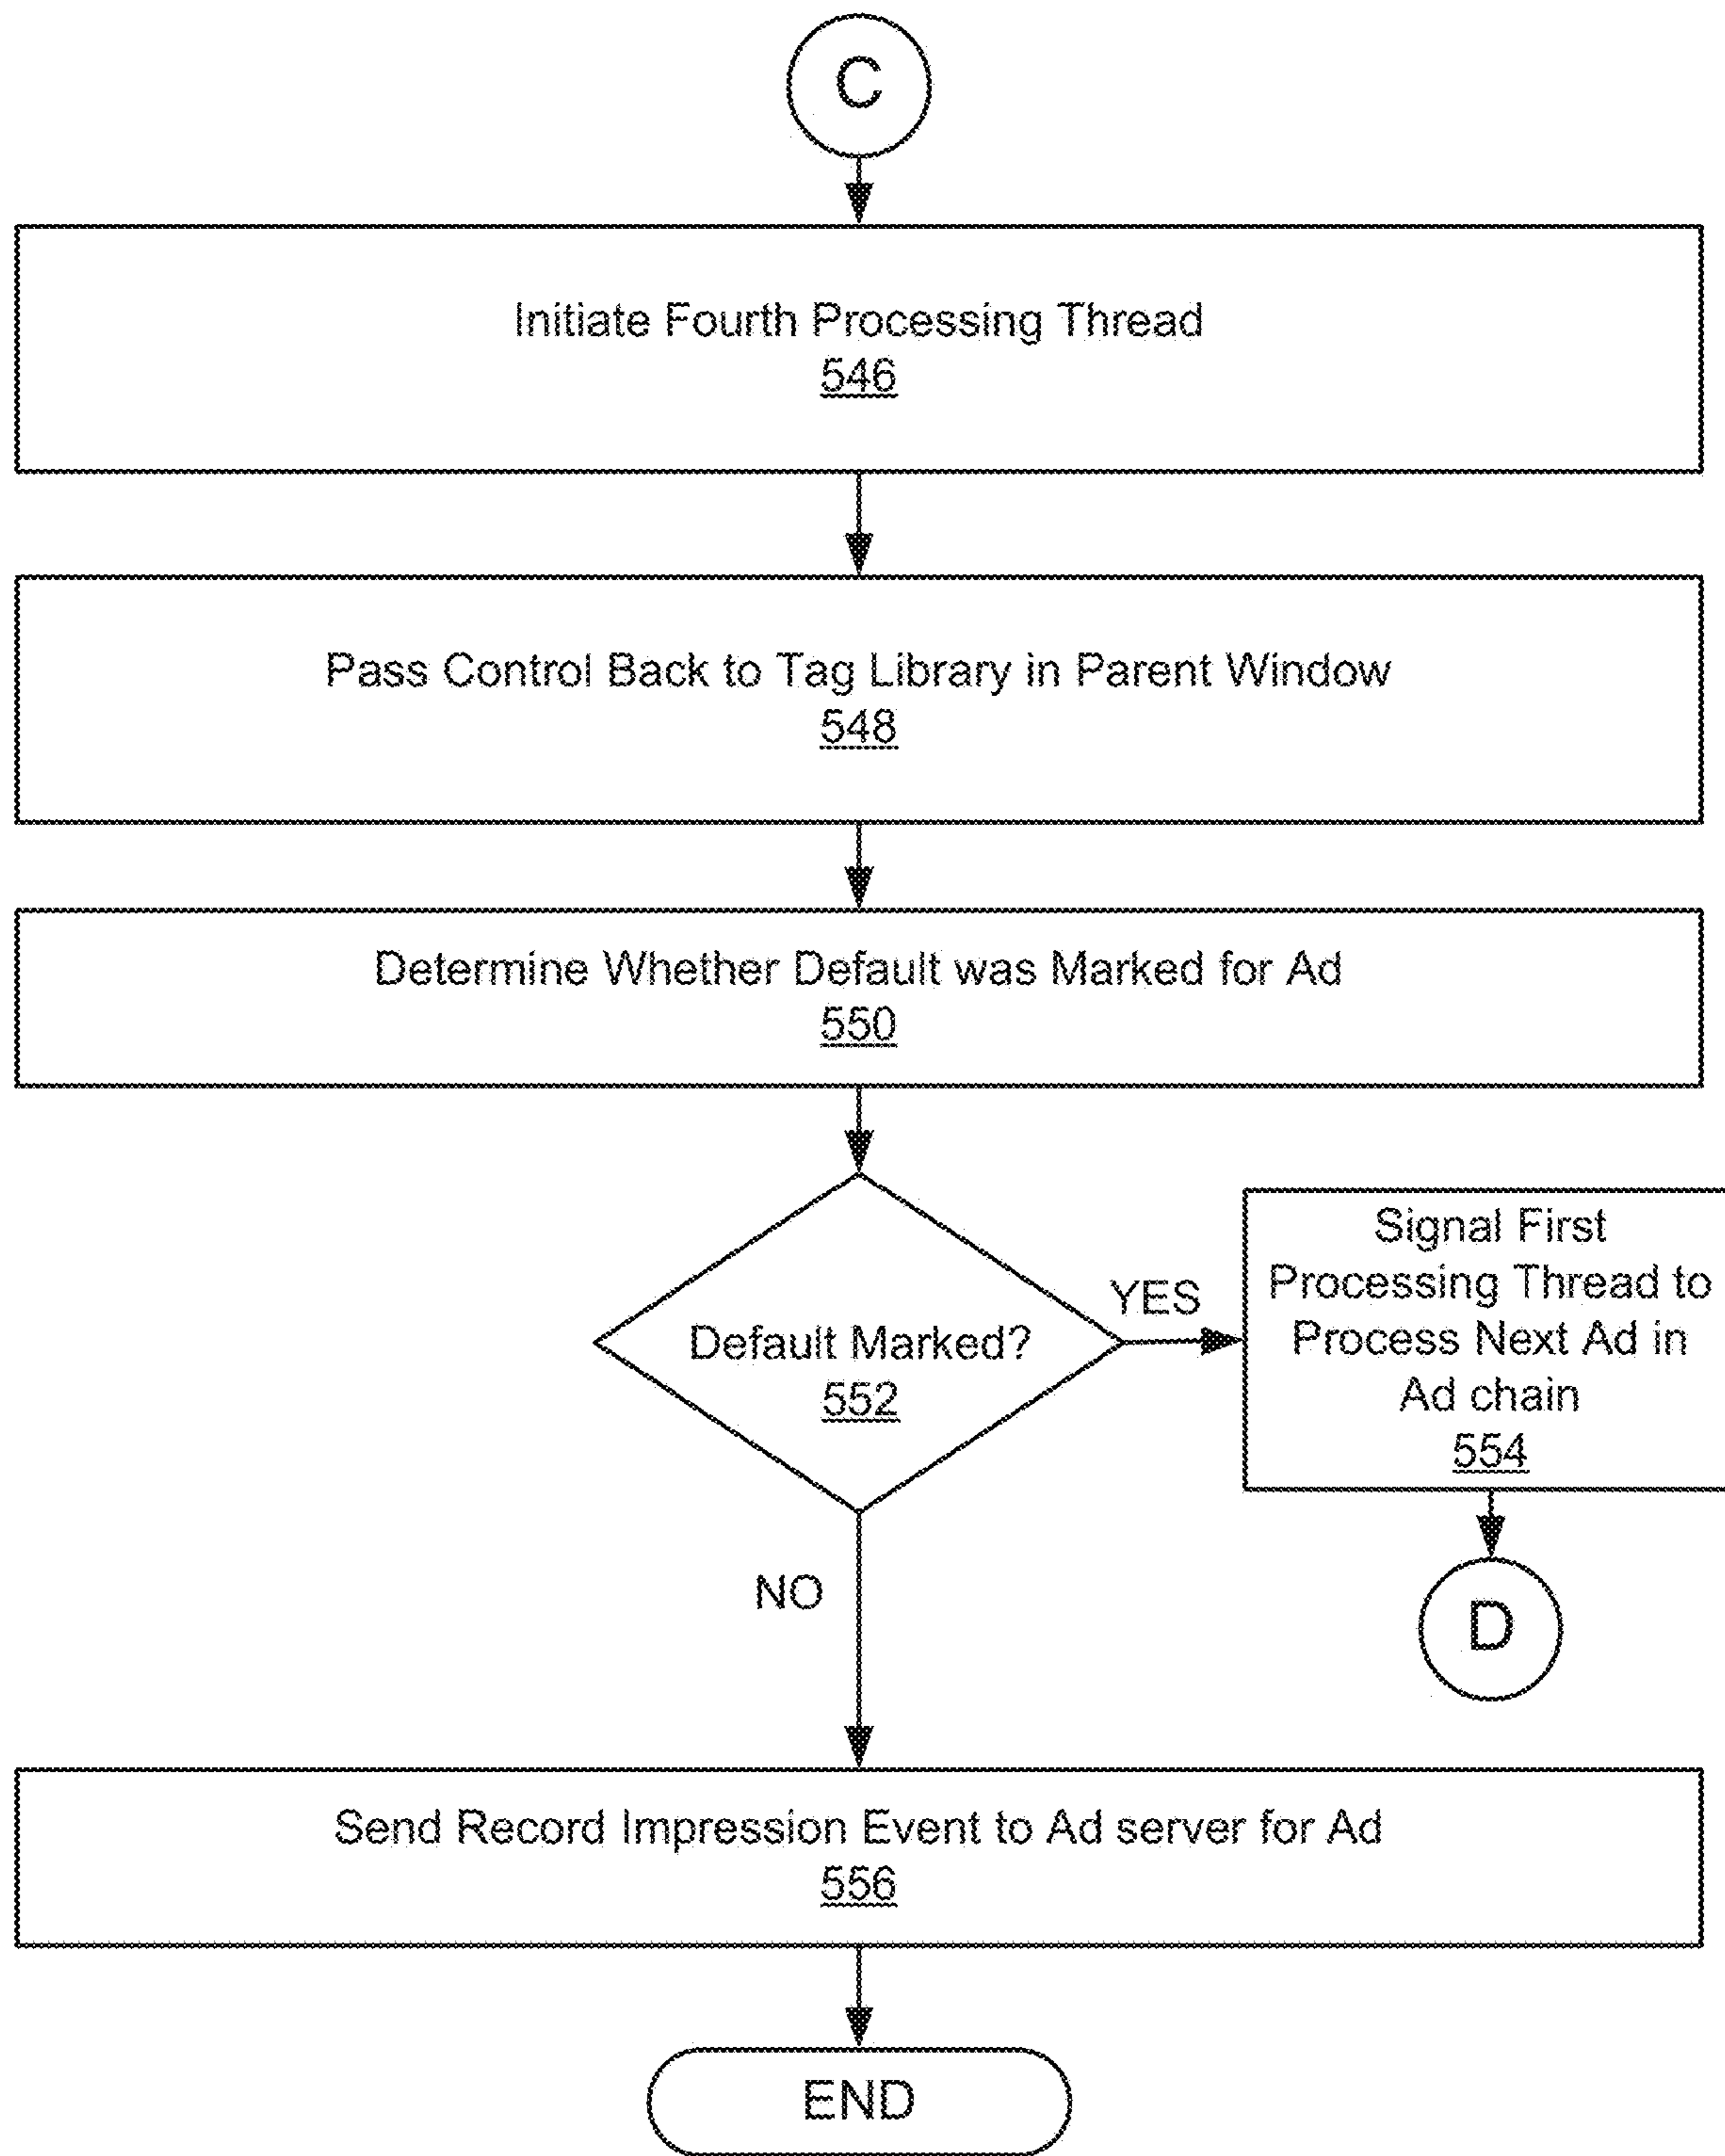 C
Initiate Fourth Processing Thread
546
Pass Control Back to Tag Library in Parent Window
548
Determine Whether Default was Marked for Ad
550
Default Marked?
552
YES
Signal First
Processing Thread to
Process Next Ad in
Ad chain
554
D
NO
Send Record Impression Event to Ad server for Ad
556
END